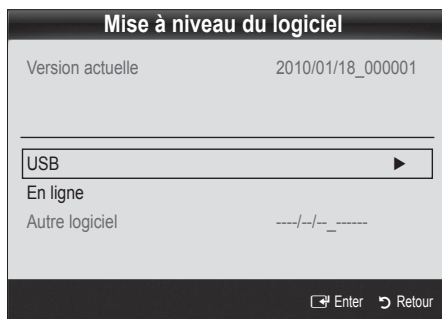 Mise à niveau du logiciel
Version actuelle 2010/01/18_000001
USB ▶
En ligne
Autre logiciel ----/--/--_------
Enter Retour